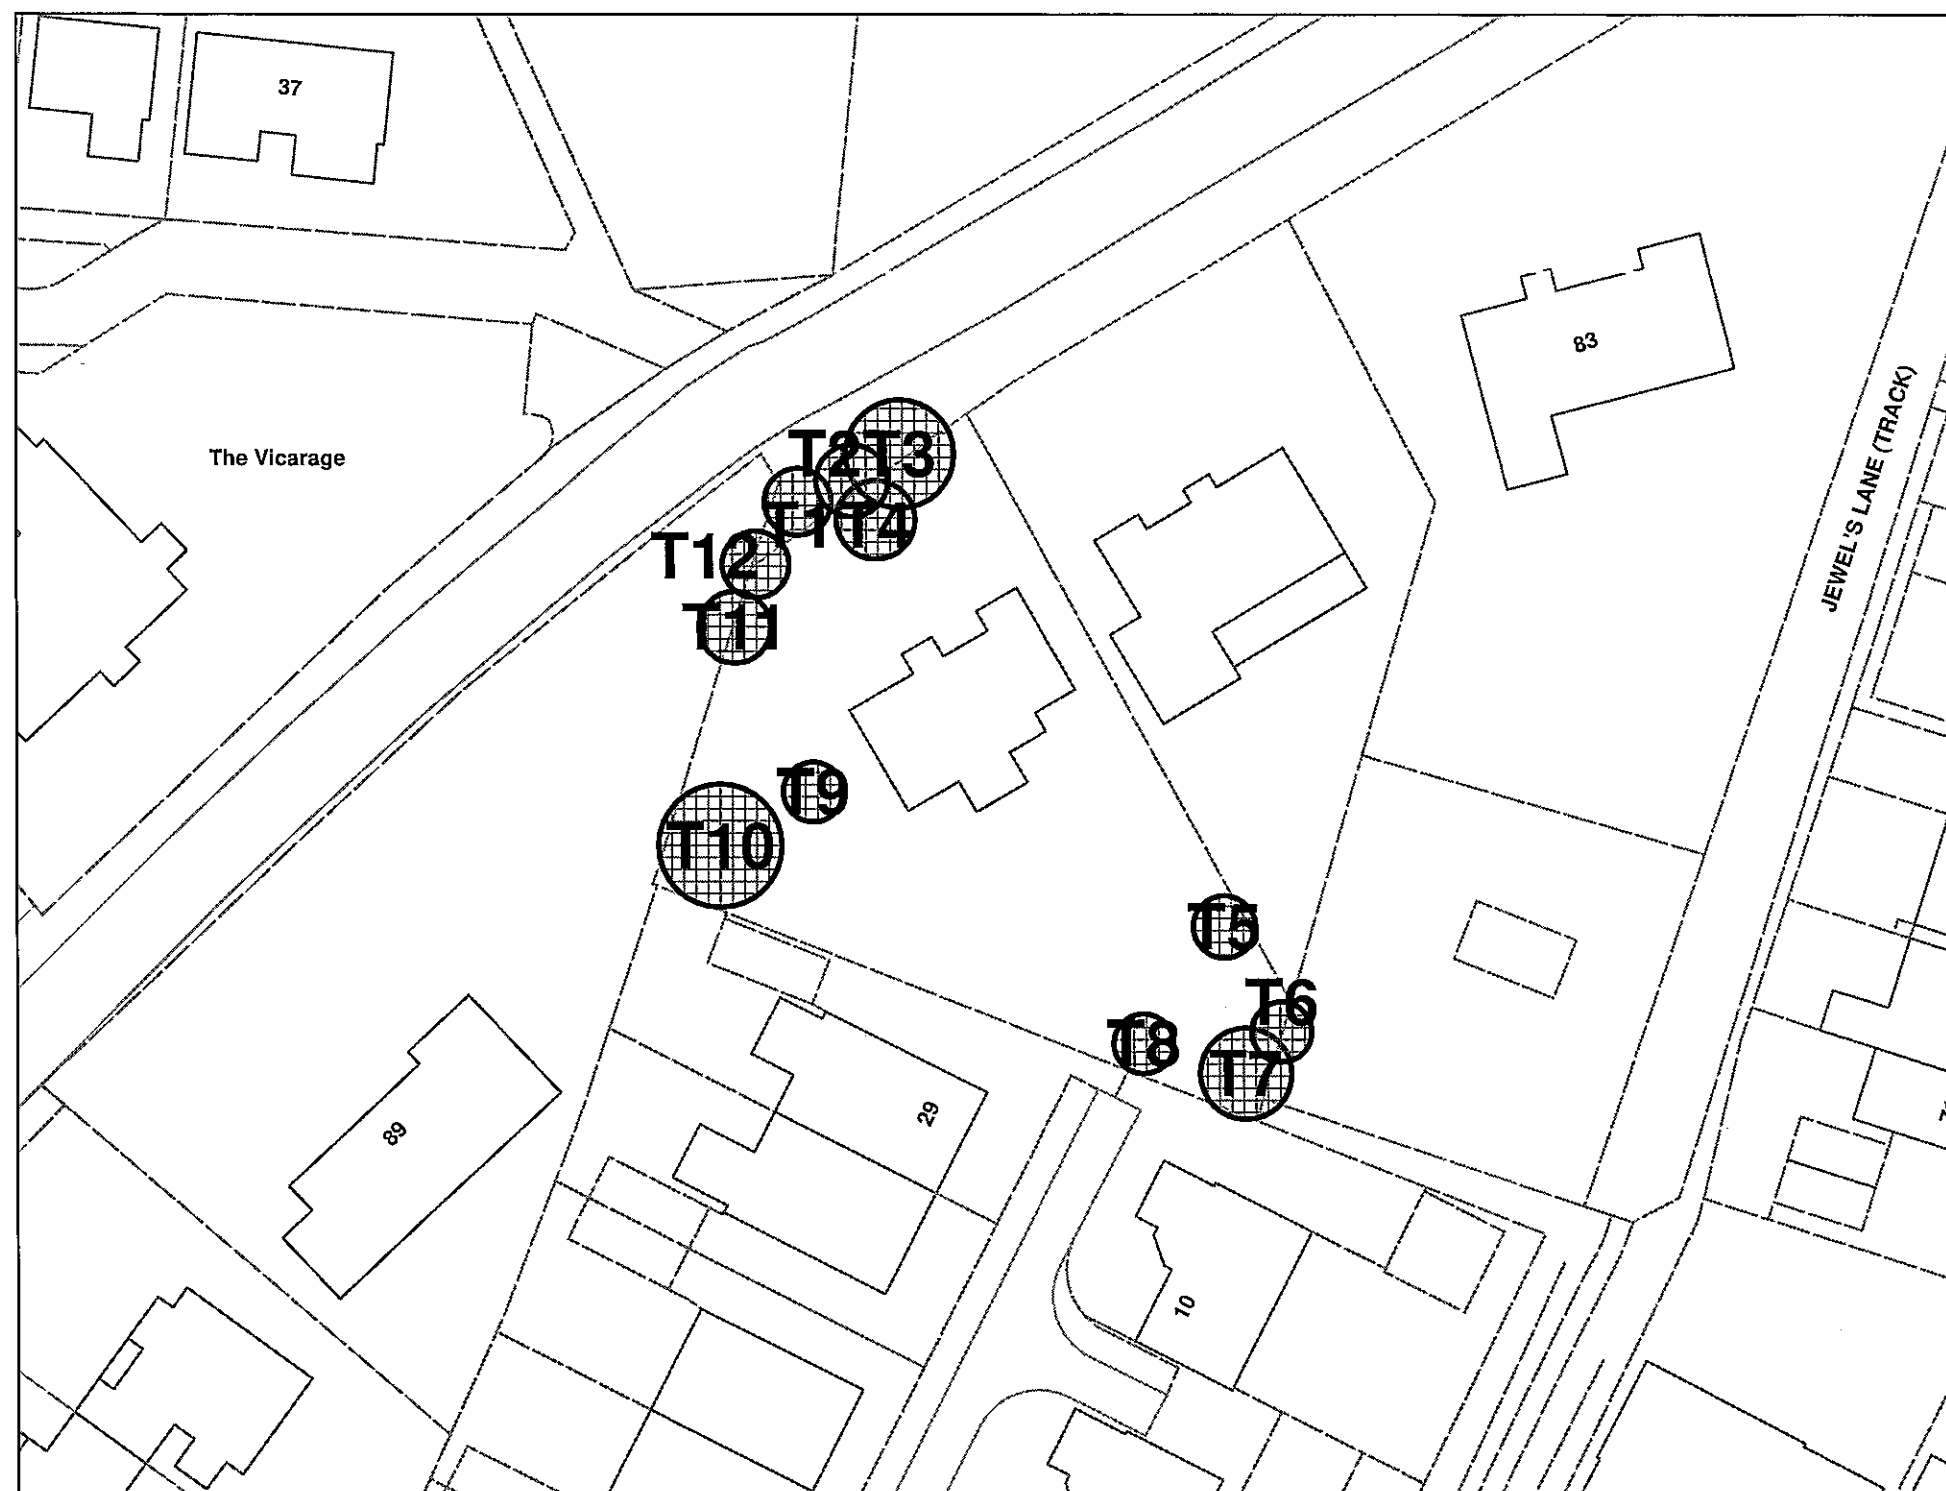 37
83
JEWEL'S LANE (TRACK)
The Vicarage
T2
T3
T1
T4
T12
T11
T9
T10
T5
T6
T8
T7
29
89
10